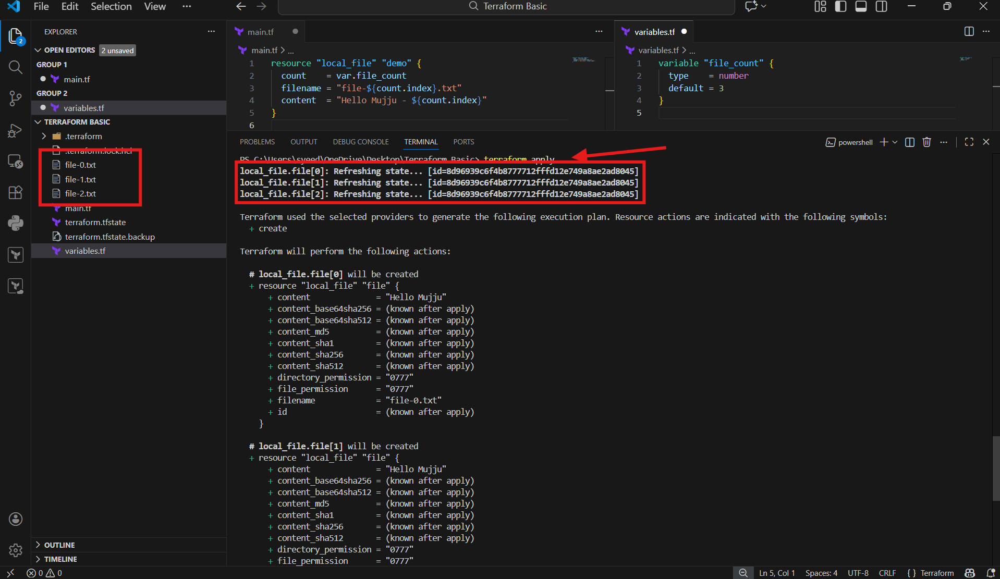 File Edit Selection View ···
Terraform Basic
EXPLORER ···
OPEN EDITORS 2 unsaved
GROUP 1
main.tf
GROUP 2
variables.tf
TERRAFORM BASIC
.terraform
.terraform.lock.hcl
file-0.txt
file-1.txt
file-2.txt
main.tf
terraform.tfstate
terraform.tfstate.backup
variables.tf
OUTLINE
TIMELINE
2
main.tf
main.tf > ...
1 resource "local_file" "demo" {
2 count = var.file_count
3 filename = "file-${count.index}.txt"
4 content = "Hello Mujju - ${count.index}"
5 }
6
variables.tf
variables.tf > ...
1 variable "file_count" {
2 type = number
3 default = 3
4 }
5
PROBLEMS OUTPUT DEBUG CONSOLE TERMINAL PORTS
powershell
PS C:\Users\syeed\OneDrive\Desktop\Terraform Basic> terraform apply
local_file.file[0]: Refreshing state... [id=8d96939c6f4b8777712fffd12e749a8ae2ad8045]
local_file.file[1]: Refreshing state... [id=8d96939c6f4b8777712fffd12e749a8ae2ad8045]
local_file.file[2]: Refreshing state... [id=8d96939c6f4b8777712fffd12e749a8ae2ad8045]
Terraform used the selected providers to generate the following execution plan. Resource actions are indicated with the following symbols:
+ create
Terraform will perform the following actions:
# local_file.file[0] will be created
+ resource "local_file" "file" {
+ content = "Hello Mujju"
+ content_base64sha256 = (known after apply)
+ content_base64sha512 = (known after apply)
+ content_md5 = (known after apply)
+ content_sha1 = (known after apply)
+ content_sha256 = (known after apply)
+ content_sha512 = (known after apply)
+ directory_permission = "0777"
+ file_permission = "0777"
+ filename = "file-0.txt"
+ id = (known after apply)
}
# local_file.file[1] will be created
+ resource "local_file" "file" {
+ content = "Hello Mujju"
+ content_base64sha256 = (known after apply)
+ content_base64sha512 = (known after apply)
+ content_md5 = (known after apply)
+ content_sha1 = (known after apply)
+ content_sha256 = (known after apply)
+ content_sha512 = (known after apply)
+ directory_permission = "0777"
+ file_permission = "0777"
0 0
Ln 5, Col 1 Spaces: 4 UTF-8 CRLF {} Terraform